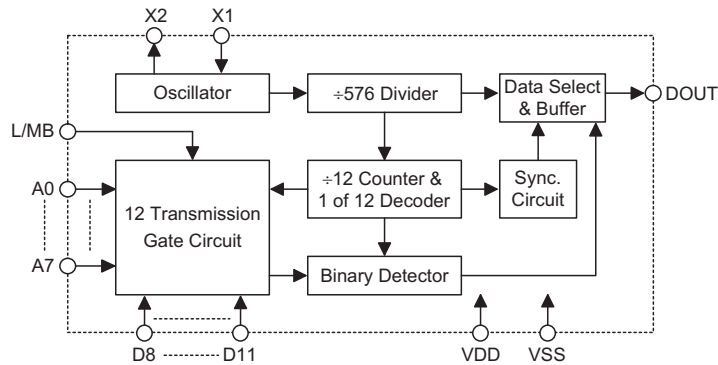 X2 X1
Oscillator
÷576 Divider
Data Select
& Buffer
DOUT
L/MB
A0
A7
12 Transmission
Gate Circuit
÷12 Counter &
1 of 12 Decoder
Sync.
Circuit
Binary Detector
D8 D11 VDD VSS